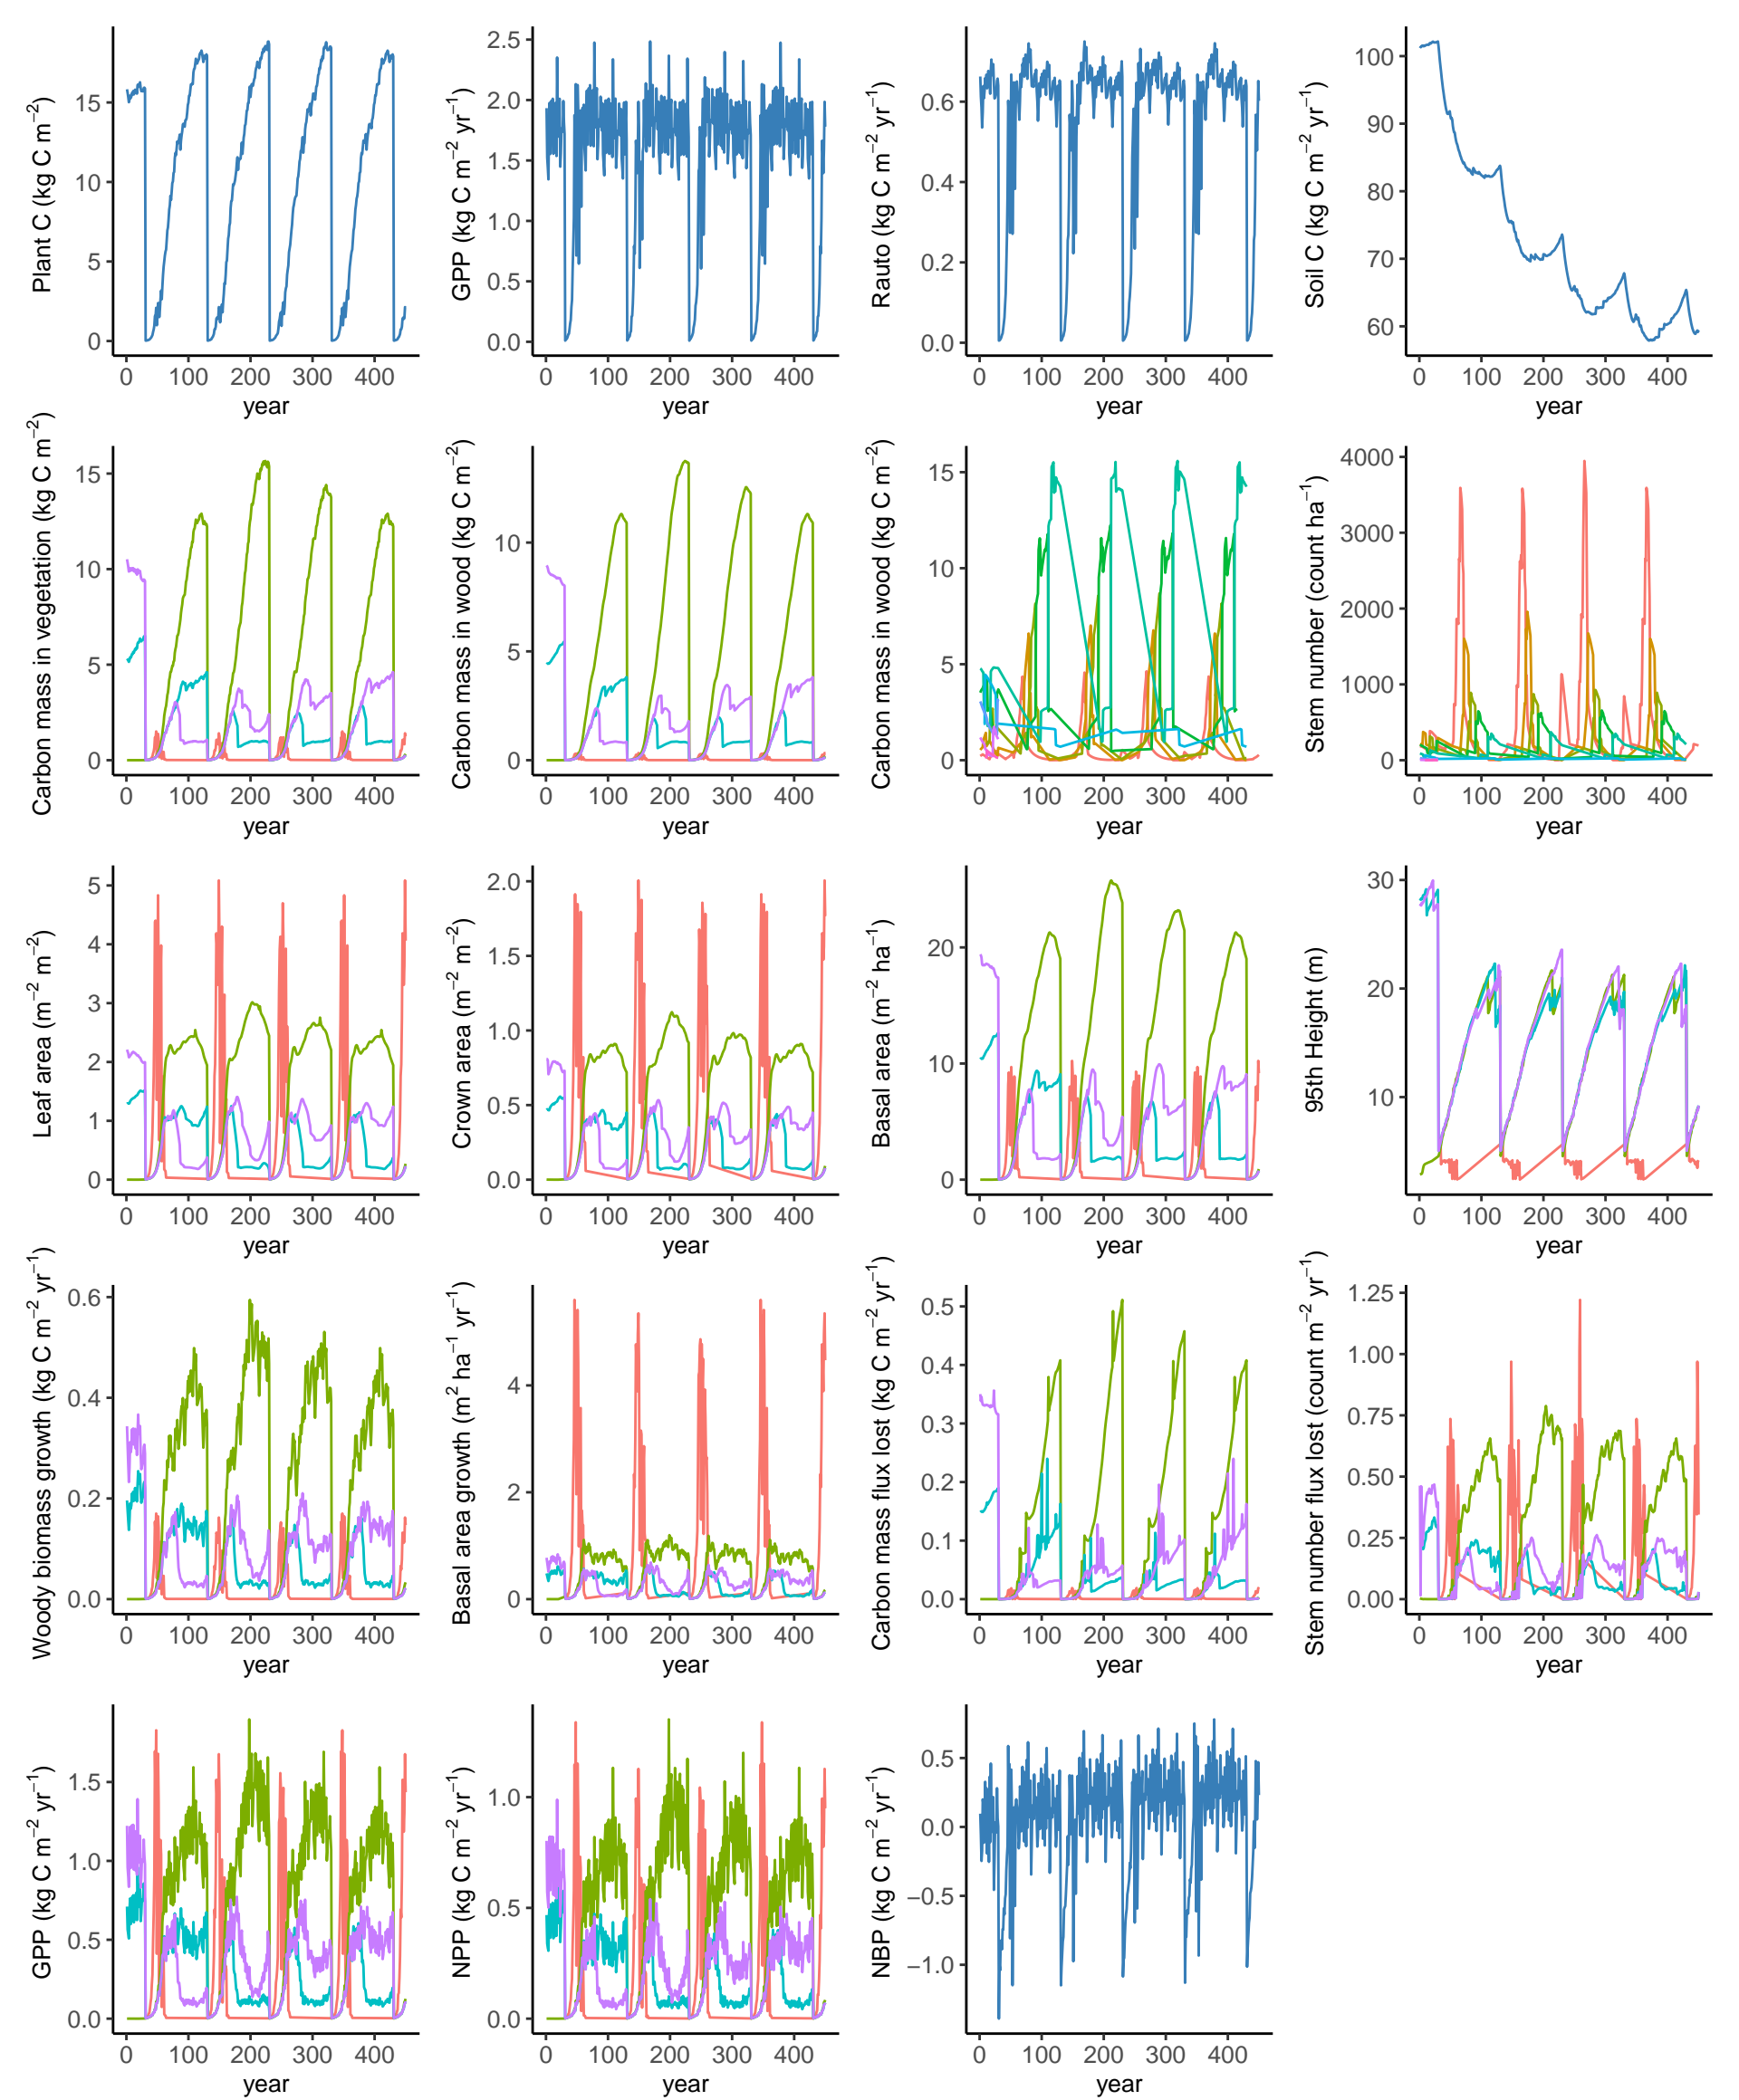 Plant C (kg C m−2)
15
10
5
0
0 100 200 300 400
year
GPP (kg C m−2 yr−1)
2.5
2.0
1.5
1.0
0.5
0.0
0 100 200 300 400
year
Rauto (kg C m−2 yr−1)
0.6
0.4
0.2
0.0
0 100 200 300 400
year
Soil C (kg C m−2 yr−1)
100
90
80
70
60
0 100 200 300 400
year
Carbon mass in vegetation (kg C m−2)
15
10
5
0
0 100 200 300 400
year
Carbon mass in wood (kg C m−2)
10
5
0
0 100 200 300 400
year
Carbon mass in wood (kg C m−2)
15
10
5
0
0 100 200 300 400
year
Stem number (count ha−1)
4000
3000
2000
1000
0
0 100 200 300 400
year
Leaf area (m−2 m−2)
5
4
3
2
1
0
0 100 200 300 400
year
Crown area (m−2 m−2)
2.0
1.5
1.0
0.5
0.0
0 100 200 300 400
year
Basal area (m−2 ha−1)
20
10
0
0 100 200 300 400
year
95th Height (m)
30
20
10
0 100 200 300 400
year
Woody biomass growth (kg C m−2 yr−1)
0.6
0.4
0.2
0.0
0 100 200 300 400
year
Basal area growth (m2 ha−1 yr−1)
4
2
0
0 100 200 300 400
year
Carbon mass flux lost (kg C m−2 yr−1)
0.5
0.4
0.3
0.2
0.1
0.0
0 100 200 300 400
year
Stem number flux lost (count m−2 yr−1)
1.25
1.00
0.75
0.50
0.25
0.00
0 100 200 300 400
year
GPP (kg C m−2 yr−1)
1.5
1.0
0.5
0.0
0 100 200 300 400
year
NPP (kg C m−2 yr−1)
1.0
0.5
0.0
0 100 200 300 400
year
NBP (kg C m−2 yr−1)
0.5
0.0
−0.5
−1.0
0 100 200 300 400
year